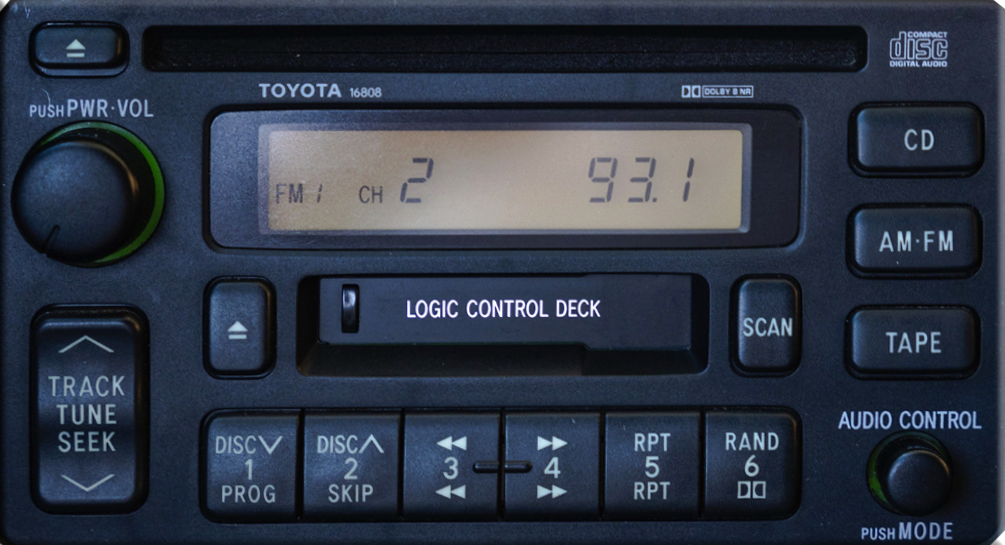 COMPACT
disc
DIGITAL AUDIO
TOYOTA 16808
DOLBY B NR
PUSH PWR·VOL
CD
FM 1 CH 2 93.1
AM·FM
LOGIC CONTROL DECK
SCAN
TAPE
TRACK
TUNE
SEEK
AUDIO CONTROL
DISC
1
PROG
DISC
2
SKIP
3
4
RPT
5
RPT
RAND
6
PUSH MODE